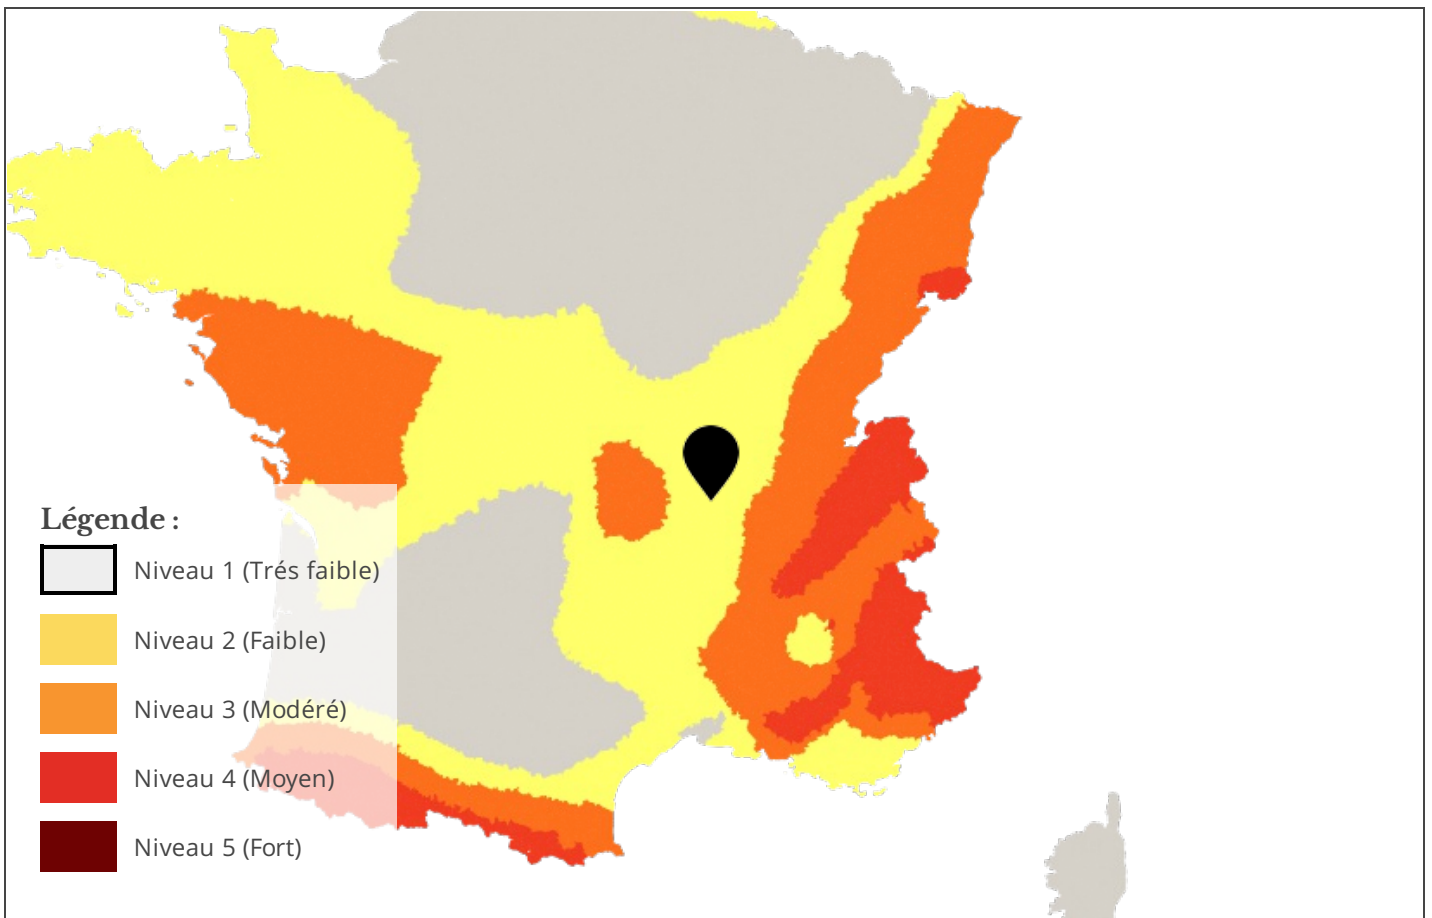 Légende :
Niveau 1 (Trés faible)
Niveau 2 (Faible)
Niveau 3 (Modéré)
Niveau 4 (Moyen)
Niveau 5 (Fort)